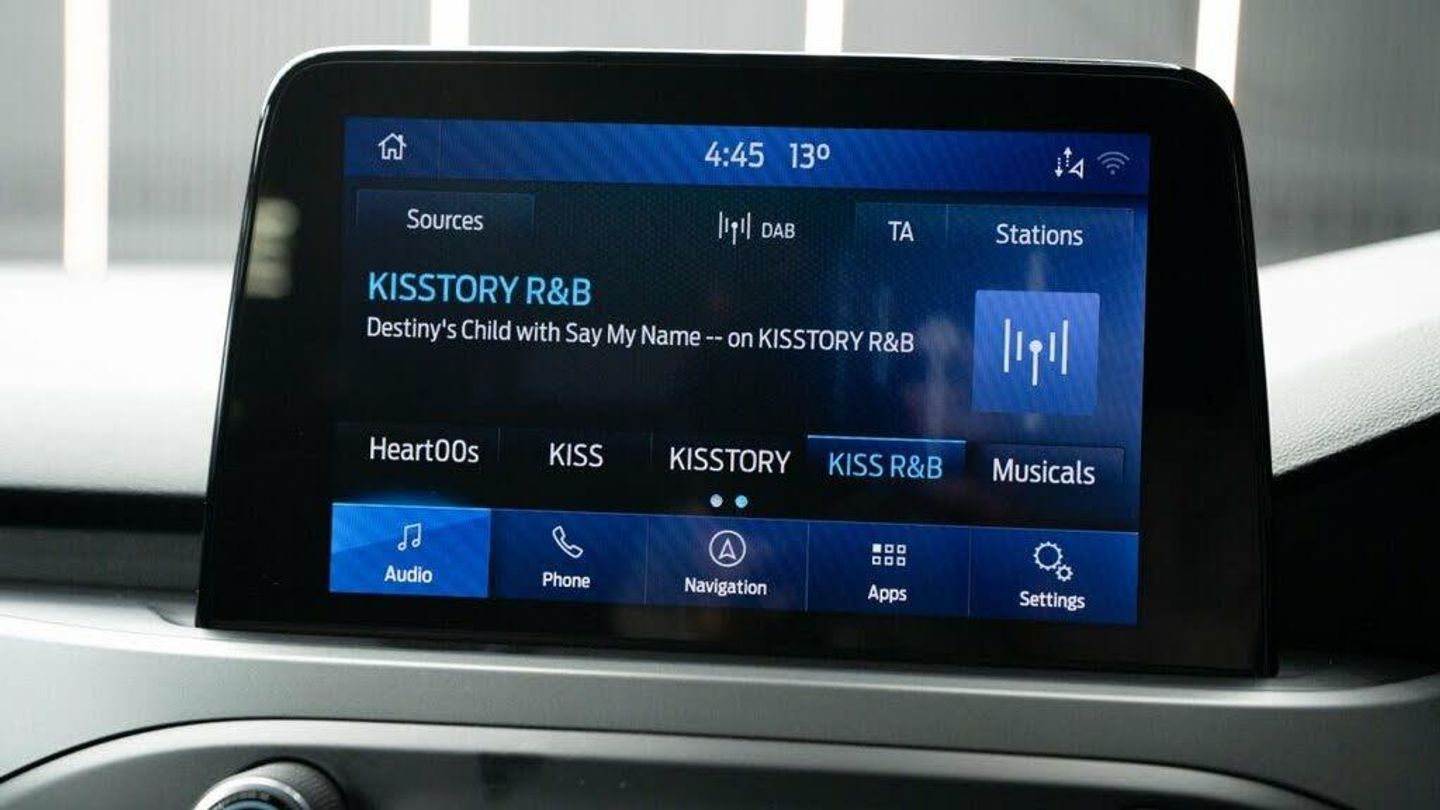 4:45 13º
Sources DAB TA Stations
KISSTORY R&B
Destiny's Child with Say My Name -- on KISSTORY R&B
Heart00s KISS KISSTORY KISS R&B Musicals
Audio Phone Navigation Apps Settings